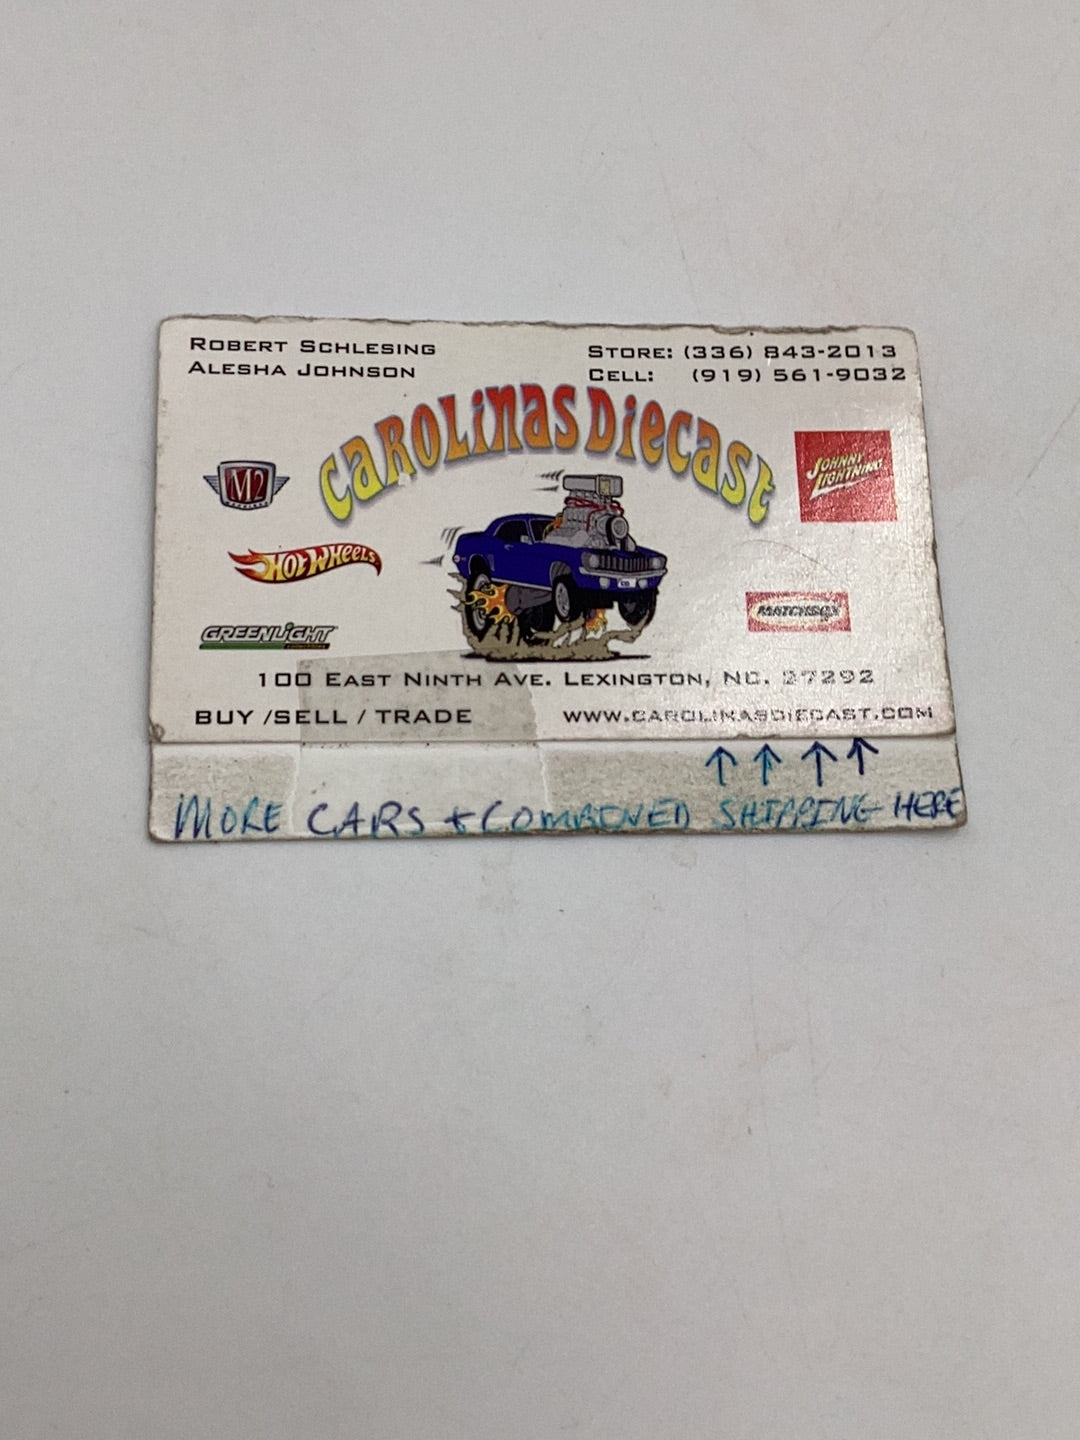 ROBERT SCHLESING
ALESHA JOHNSON
STORE: (336) 843-2013
CELL: (919) 561-9032
CAROLINAS DIECAST
M2
JOHNNY
LIGHTNING
HOT WHEELS
MATCHBOX
GREENLIGHT
100 EAST NINTH AVE. LEXINGTON, NC. 27292
BUY /SELL / TRADE
WWW.CAROLINASDIECAST.COM
↑ ↑ ↑ ↑
MORE CARS + COMBINED SHIPPING HERE